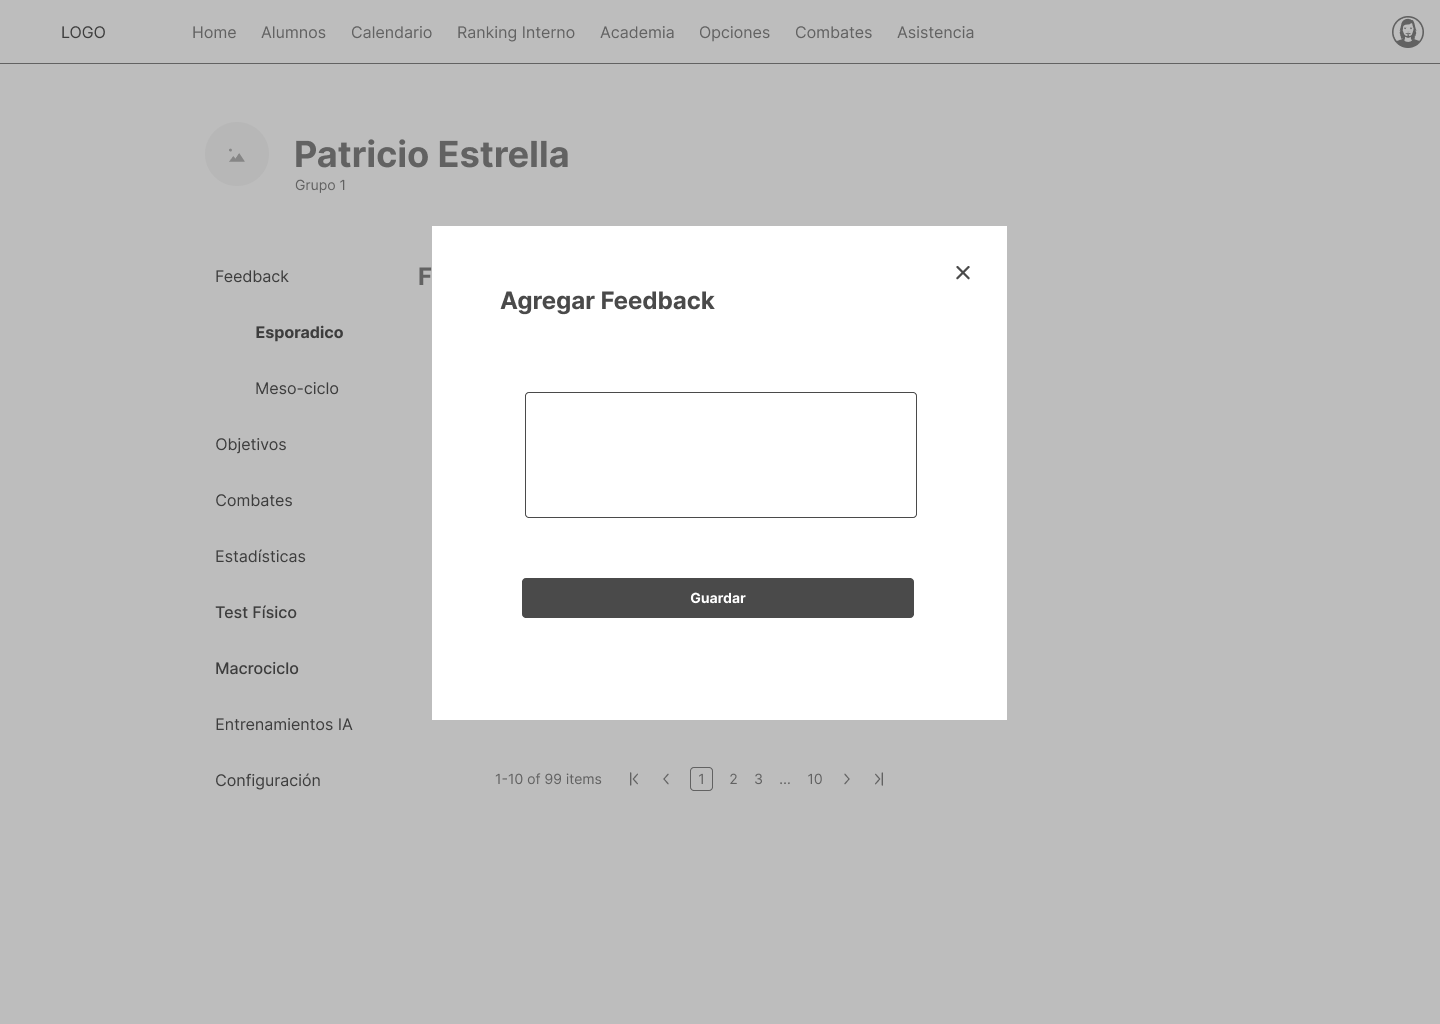 LOGO Home Alumnos Calendario Ranking Interno Academia Opciones Combates Asistencia
Patricio Estrella
Grupo 1
Feedback
Esporadico
Meso-ciclo
Objetivos
Combates
Estadísticas
Test Físico
Macrociclo
Entrenamientos IA
Configuración
F
Agregar Feedback
Guardar
1-10 of 99 items 1 2 3 ... 10